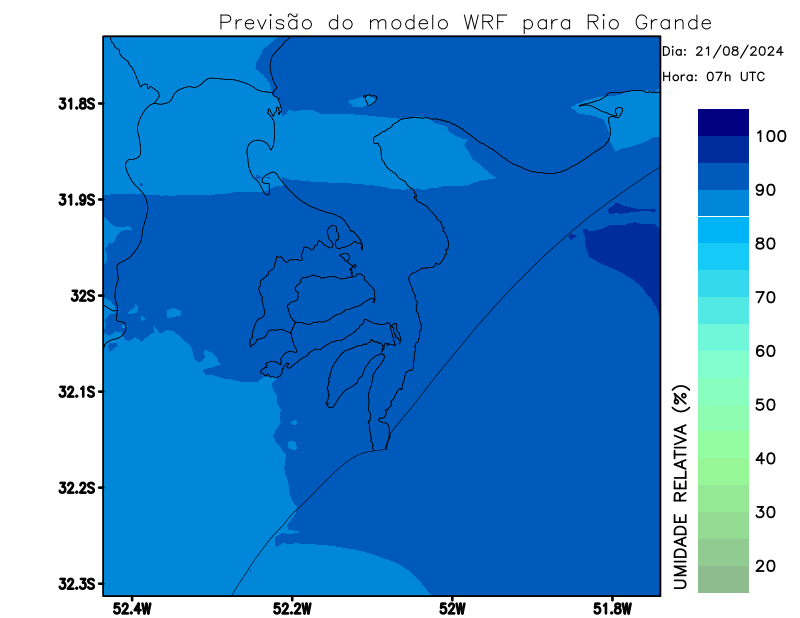 Previsão do modelo WRF para Rio Grande
Dia: 21/08/2024
Hora: 07h UTC
31.8S
31.9S
32S
32.1S
32.2S
32.3S
52.4W
52.2W
52W
51.8W
100
90
80
70
60
50
40
30
20
UMIDADE RELATIVA (%)